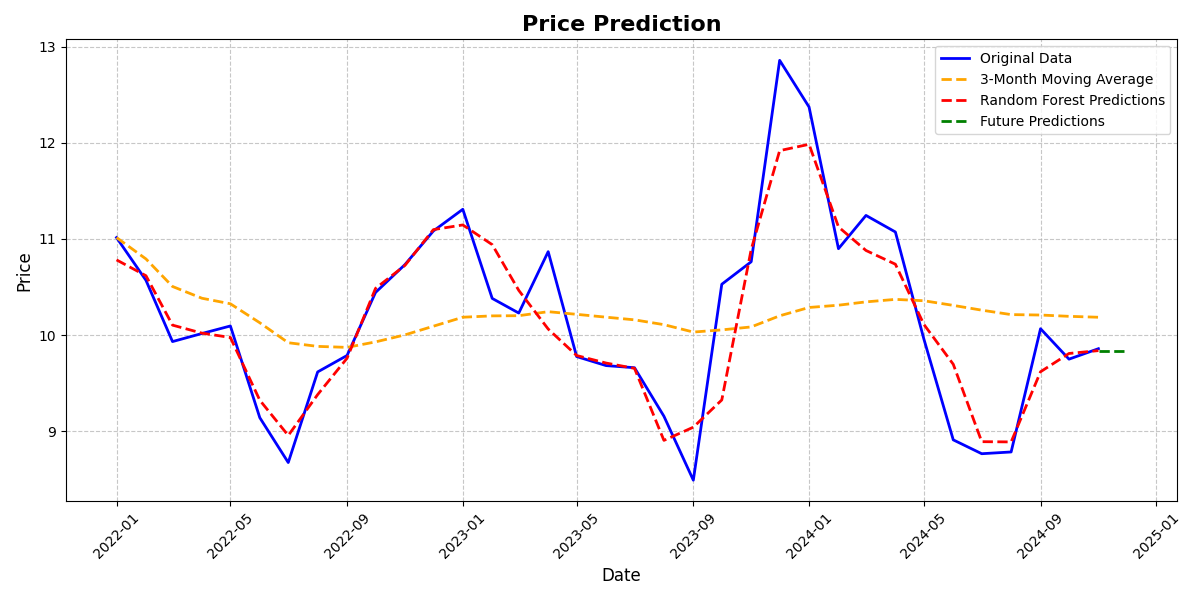 Price Prediction
13
12
11
10
9
Price
Original Data
3-Month Moving Average
Random Forest Predictions
Future Predictions
2022-01
2022-05
2022-09
2023-01
2023-05
2023-09
2024-01
2024-05
2024-09
2025-01
Date